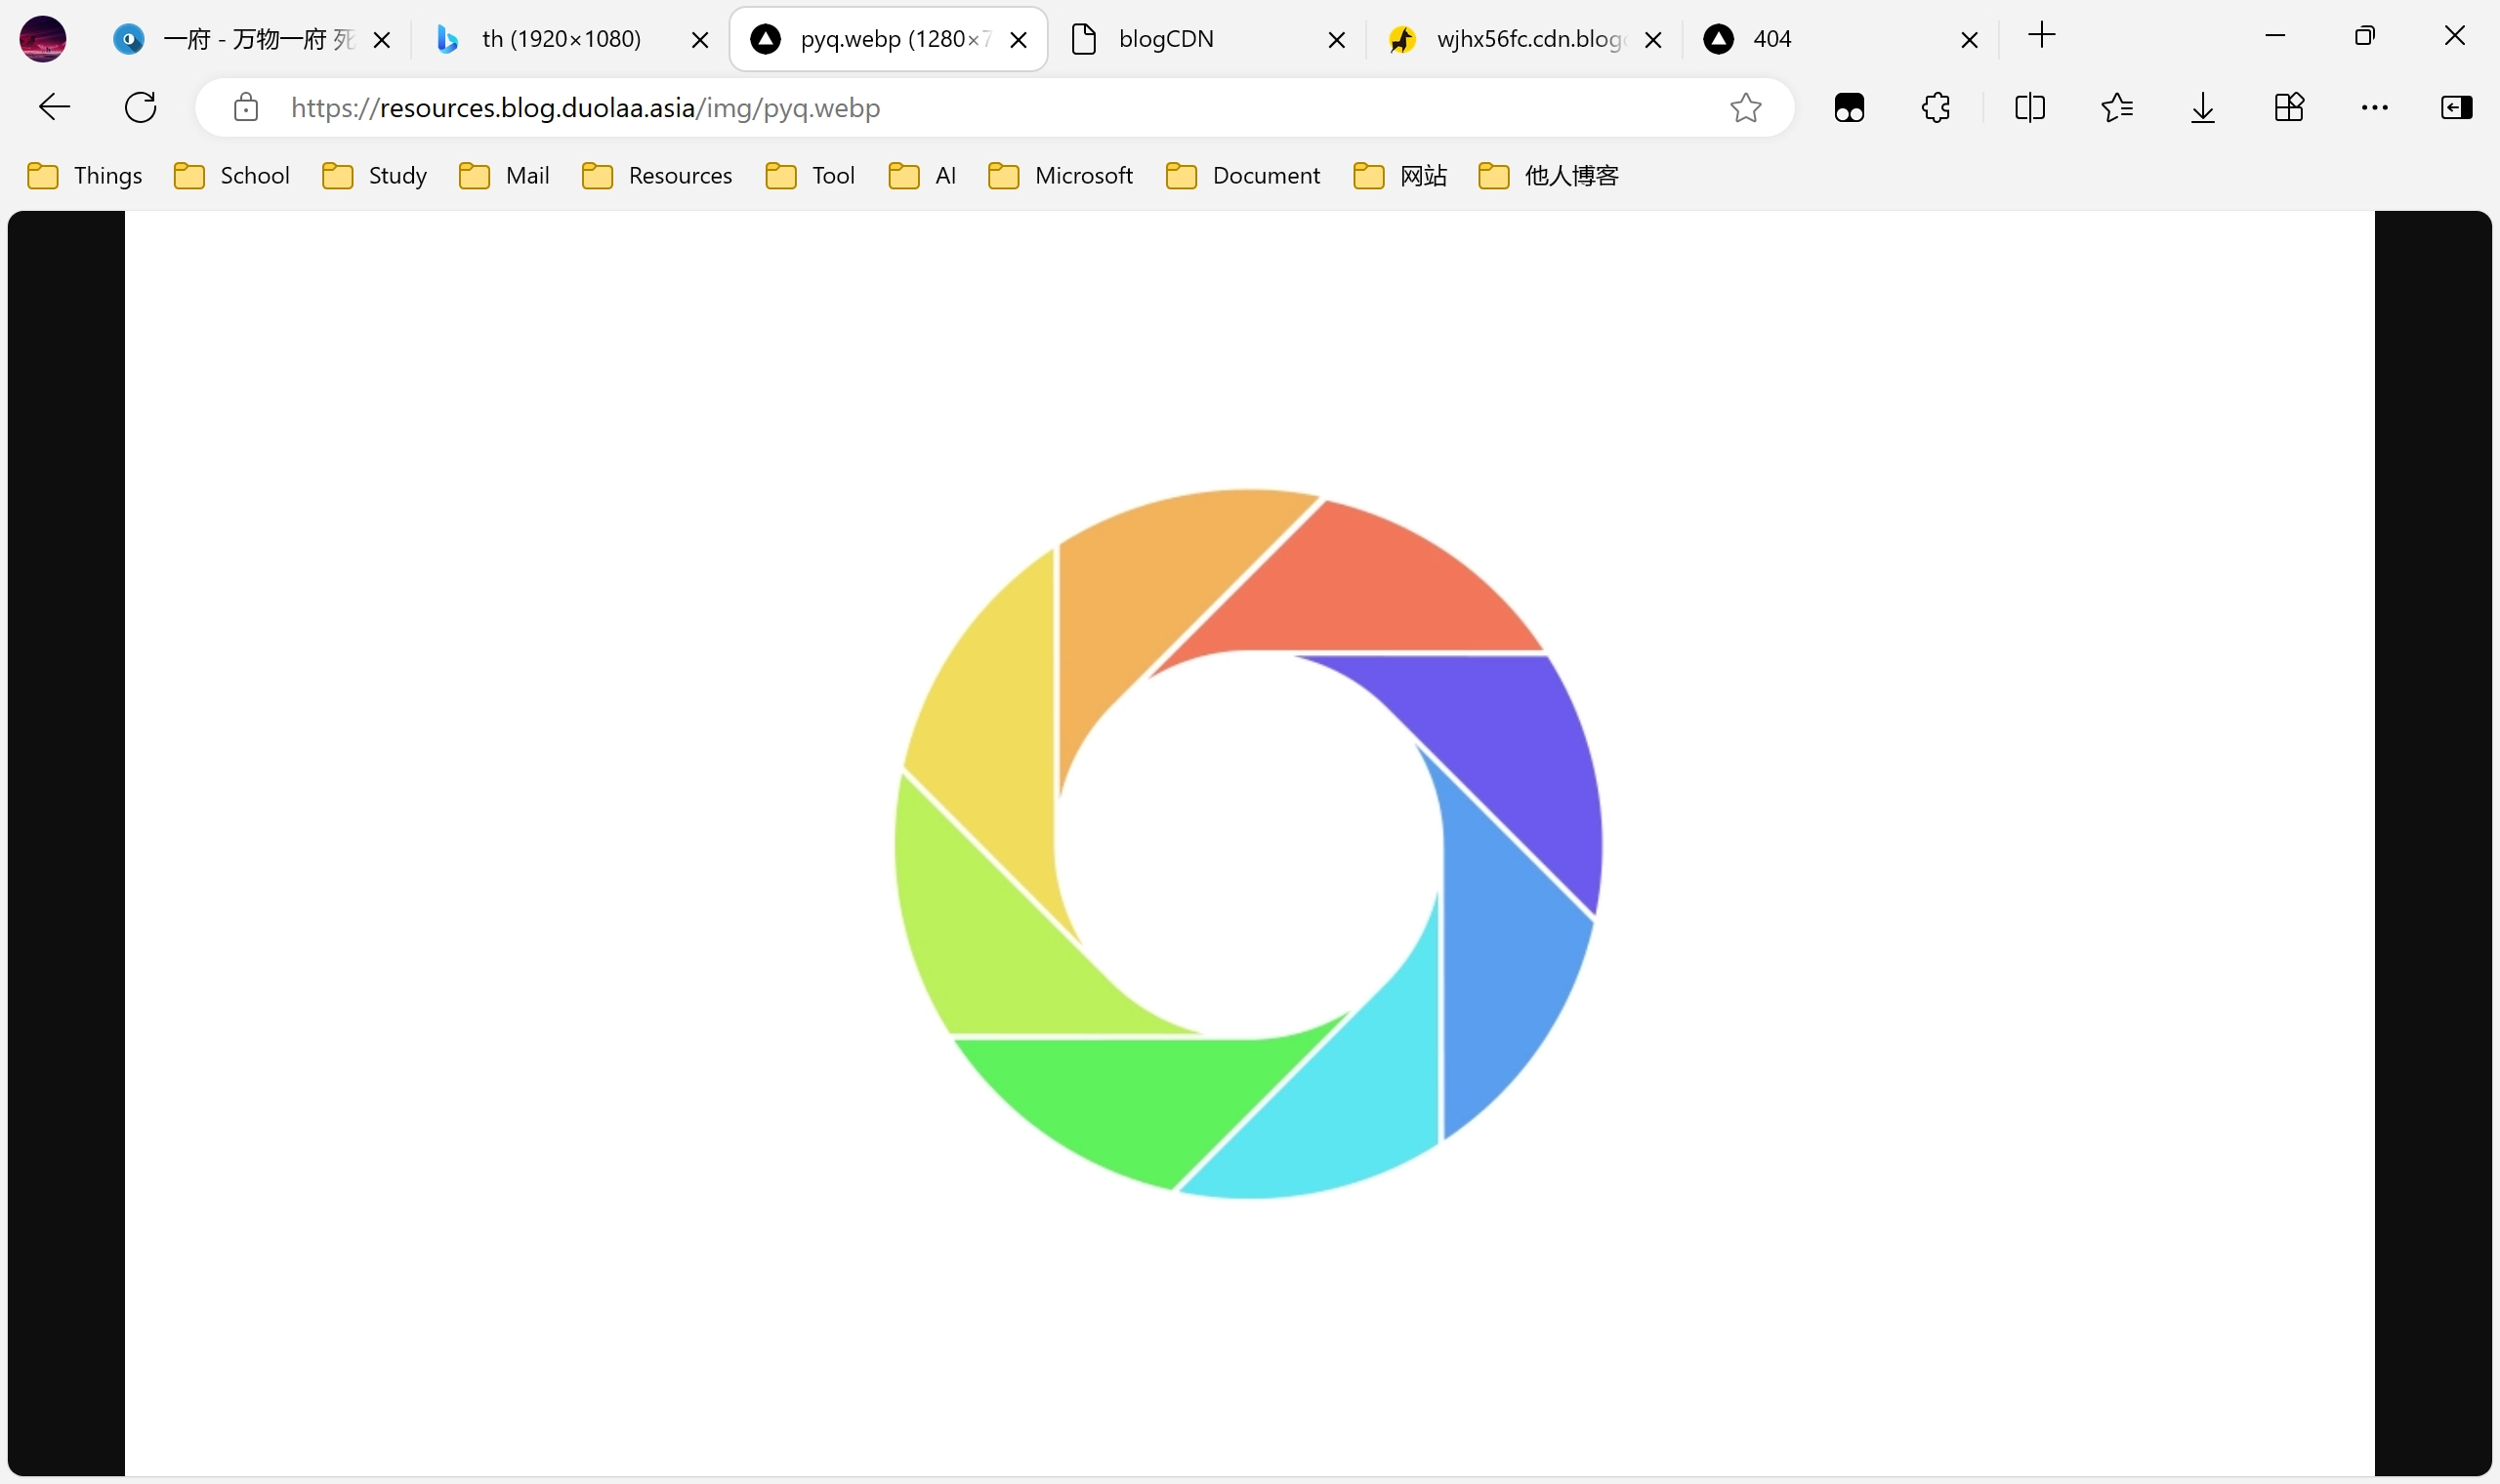 一府 - 万物一府 死
th (1920×1080)
pyq.webp (1280×7
blogCDN
wjhx56fc.cdn.blog
404
https://resources.blog.duolaa.asia/img/pyq.webp
Things
School
Study
Mail
Resources
Tool
AI
Microsoft
Document
网站
他人博客